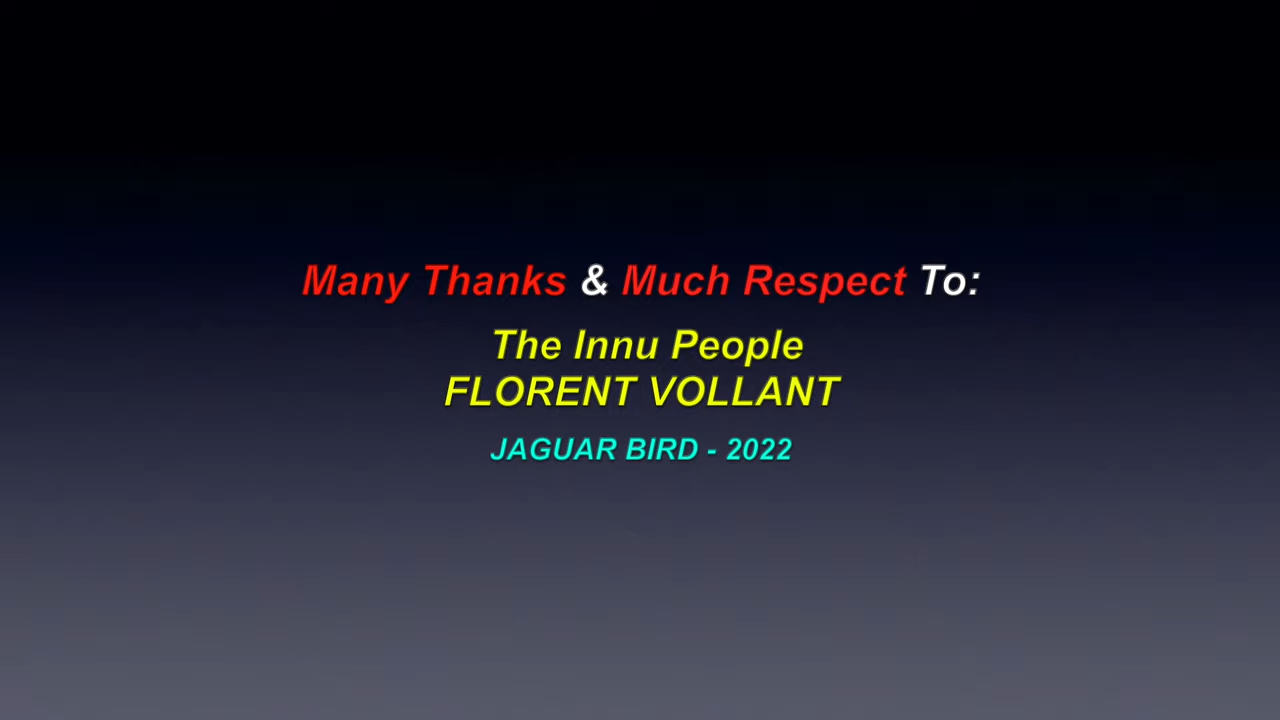 Many Thanks & Much Respect To:
The Innu People
FLORENT VOLLANT
JAGUAR BIRD - 2022